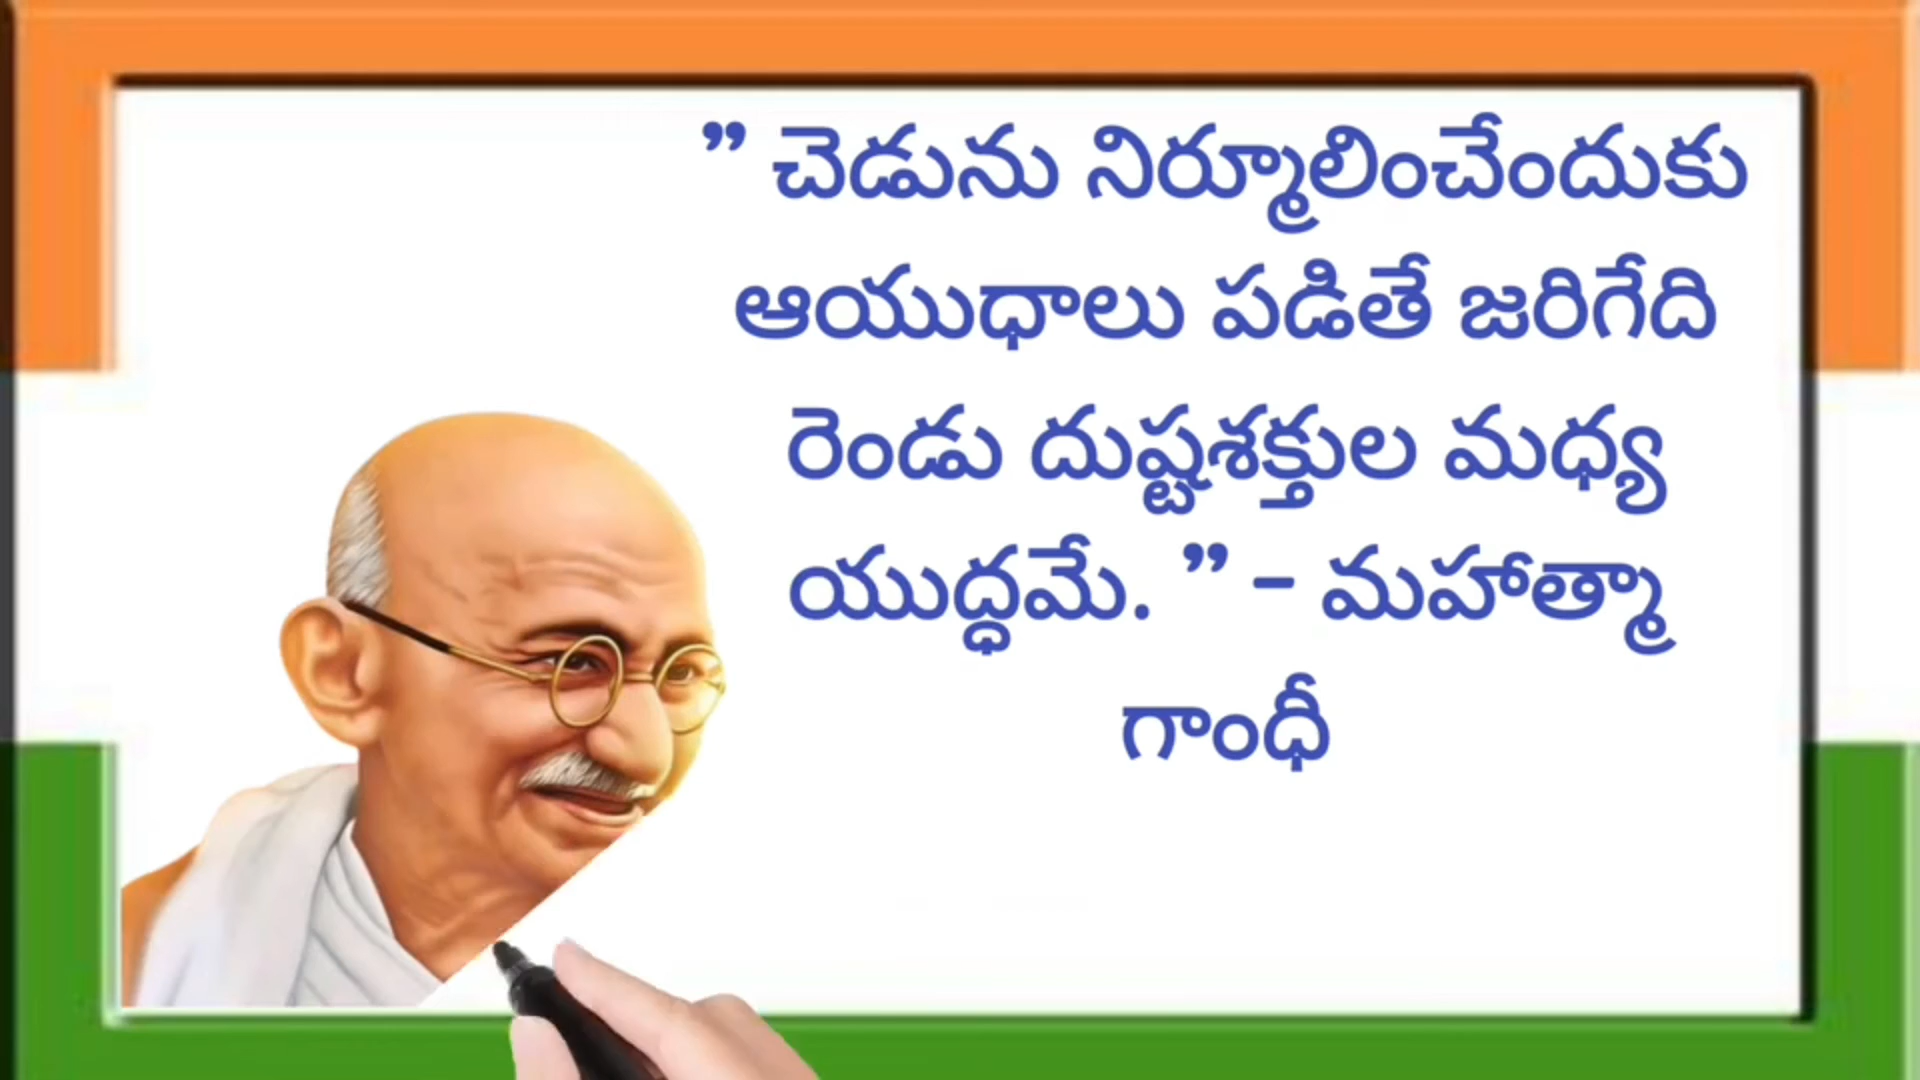 ” చెడును నిర్మూలించేందుకు
ఆయుధాలు పడితే జరిగేది
రెండు దుష్టశక్తుల మధ్య
యుద్ధమే. ” - మహాత్మా
గాంధీ